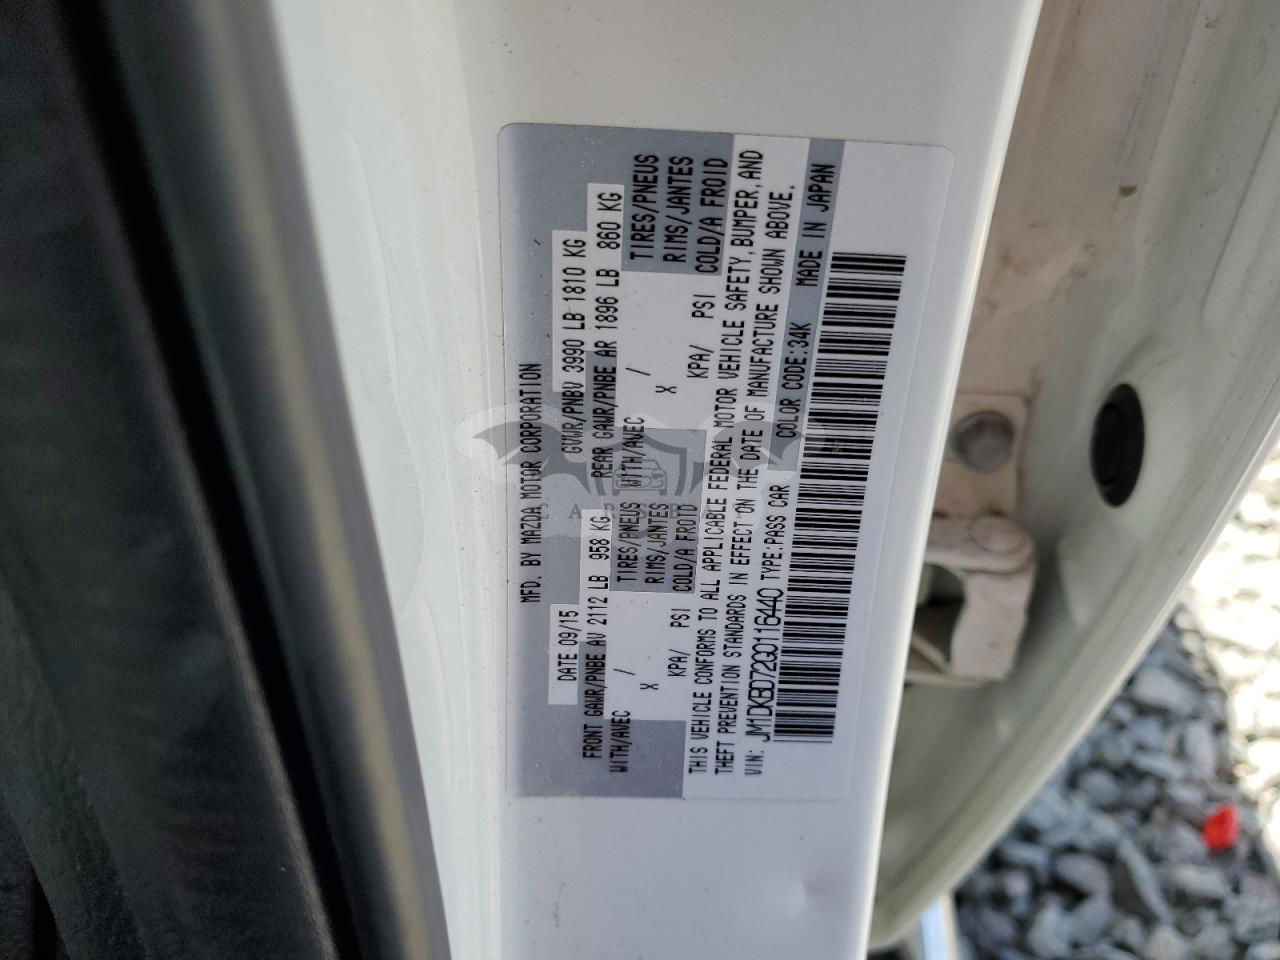 MFD. BY MAZDA MOTOR CORPORATION
DATE 09/15 GVWR/PNBV 3990 LB 1810 KG
FRONT GAWR/PNBE AV 2112 LB 958 KG REAR GAWR/PNBE AR 1896 LB 860 KG
WITH/AVEC / TIRES/PNEUS WITH/AVEC / TIRES/PNEUS
X RIMS/JANTES X RIMS/JANTES
KPA/ PSI COLD/A FROID KPA/ PSI COLD/A FROID
THIS VEHICLE CONFORMS TO ALL APPLICABLE FEDERAL MOTOR VEHICLE SAFETY, BUMPER, AND
THEFT PREVENTION STANDARDS IN EFFECT ON THE DATE OF MANUFACTURE SHOWN ABOVE.
VIN: JM1DKBD72G0116440 TYPE:PASS CAR COLOR CODE:34K MADE IN JAPAN